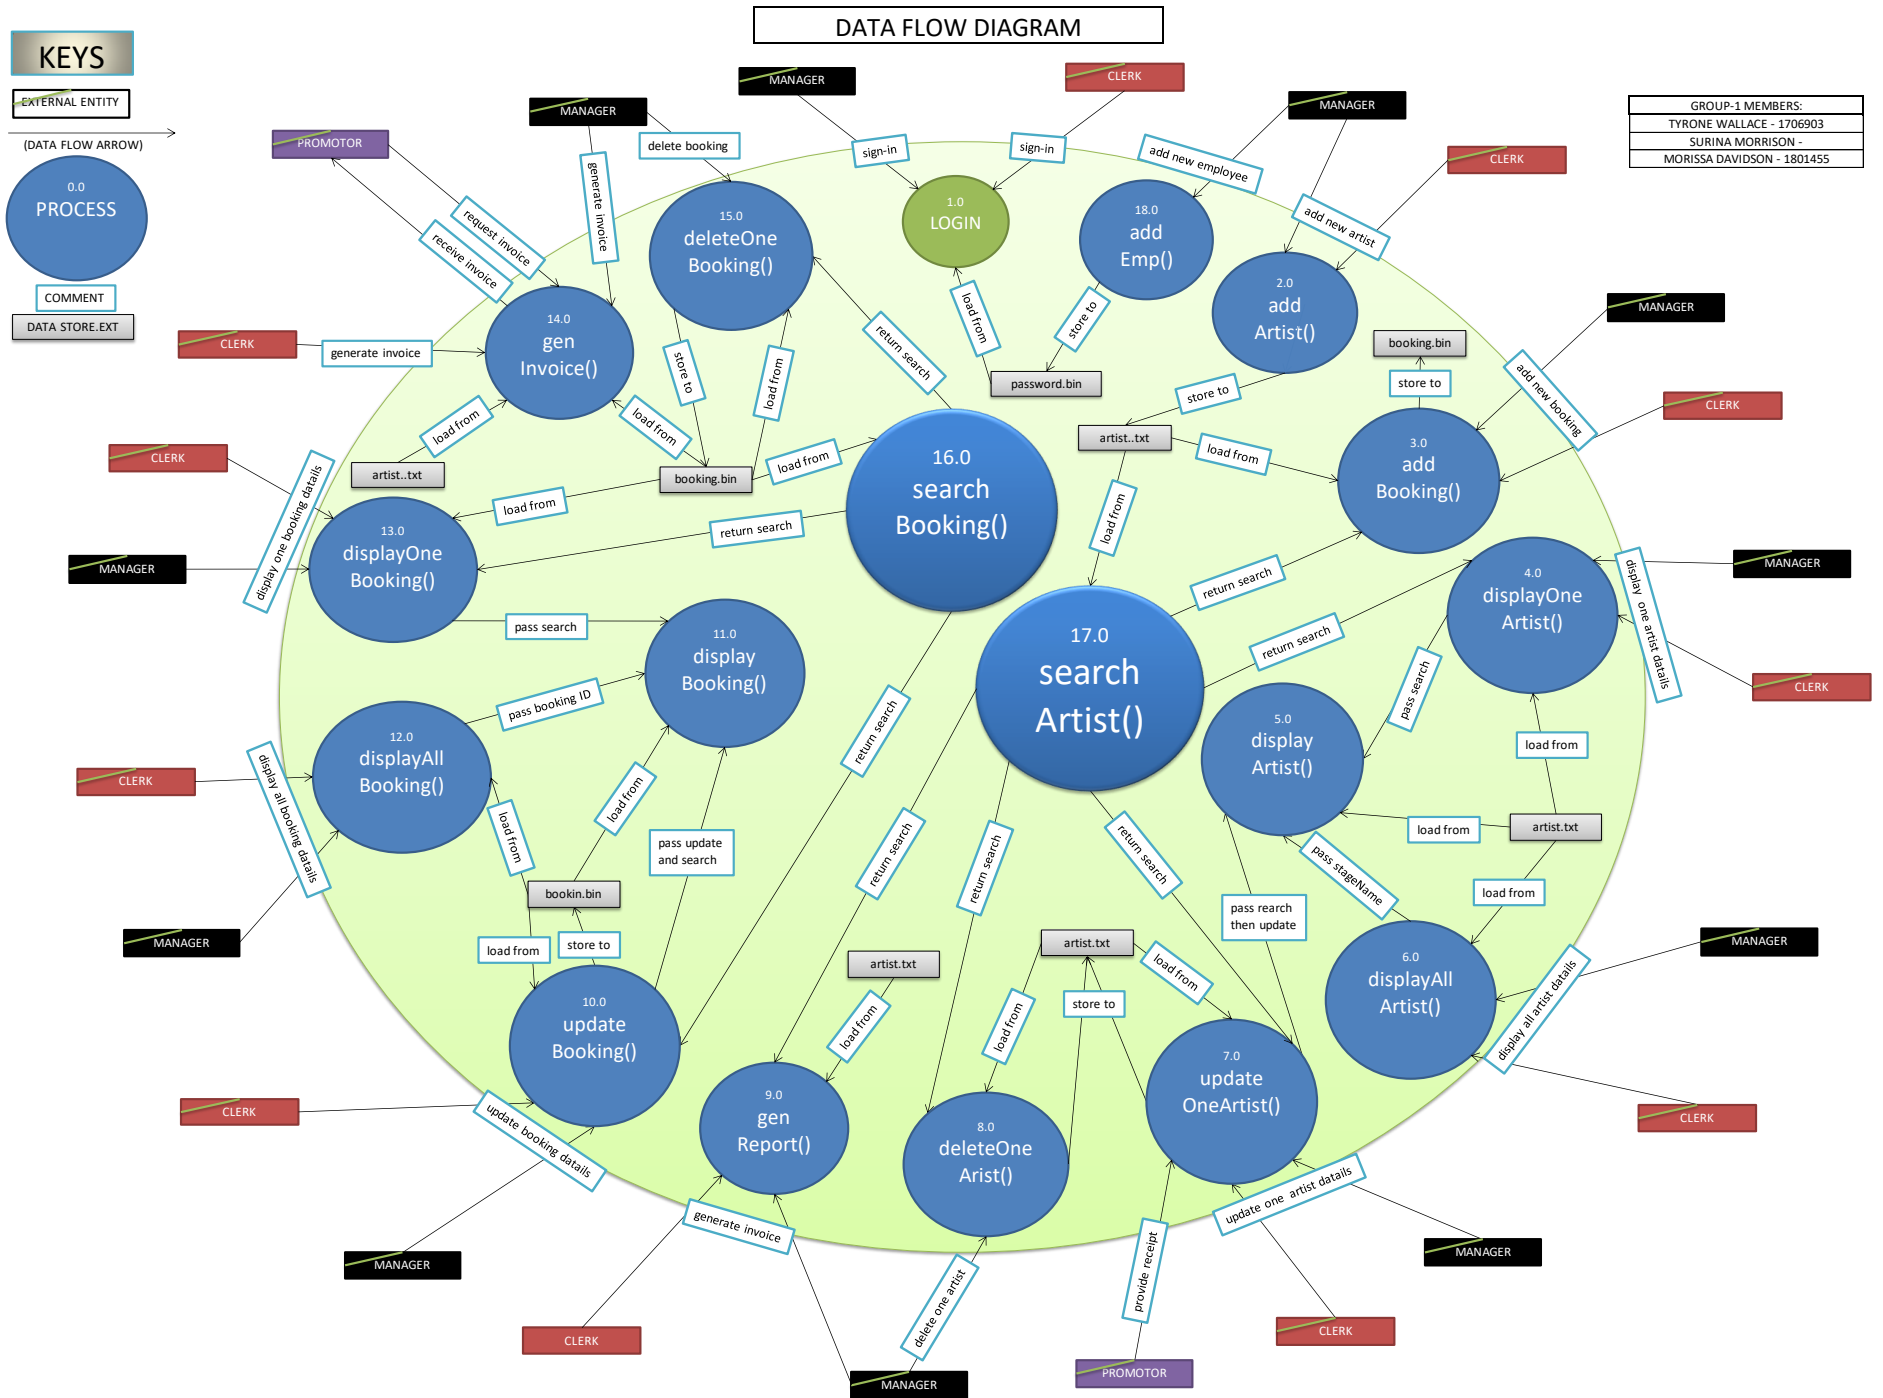 DATA FLOW DIAGRAM
KEYS
EXTERNAL ENTITY
(DATA FLOW ARROW)
0.0
PROCESS
COMMENT
DATA STORE.EXT
GROUP-1 MEMBERS:
TYRONE WALLACE - 1706903
SURINA MORRISON -
MORISSA DAVIDSON - 1801455
MANAGER
CLERK
MANAGER
MANAGER
PROMOTOR
CLERK
delete booking
sign-in
sign-in
add new employee
add new artist
generate invoice
request invoice
receive invoice
1.0
LOGIN
18.0
add
Emp()
15.0
deleteOne
Booking()
2.0
add
Artist()
14.0
gen
Invoice()
MANAGER
CLERK
generate invoice
load from
store to
return search
store to
load from
password.bin
booking.bin
store to
add new booking
CLERK
store to
load from
load from
CLERK
artist..txt
booking.bin
load from
artist..txt
load from
3.0
add
Booking()
16.0
search
Booking()
display one booking datails
load from
return search
load from
13.0
displayOne
Booking()
MANAGER
return search
4.0
displayOne
Artist()
MANAGER
display  one artist datails
CLERK
pass search
11.0
display
Booking()
17.0
search
Artist()
return search
pass search
pass booking ID
5.0
display
Artist()
load from
12.0
displayAll
Booking()
CLERK
display all booking datails
MANAGER
load from
load from
return search
pass update
and search
return search
return search
return search
load from
artist.txt
pass stageName
load from
bookin.bin
load from
store to
pass rearch
then update
artist.txt
artist.txt
load from
6.0
displayAll
Artist()
MANAGER
display all artist datails
CLERK
10.0
update
Booking()
load from
load from
store to
7.0
update
OneArtist()
CLERK
update booking datails
9.0
gen
Report()
8.0
deleteOne
Arist()
MANAGER
generate invoice
delete one artist
provide receipt
update one  artist datails
MANAGER
CLERK
CLERK
MANAGER
PROMOTOR